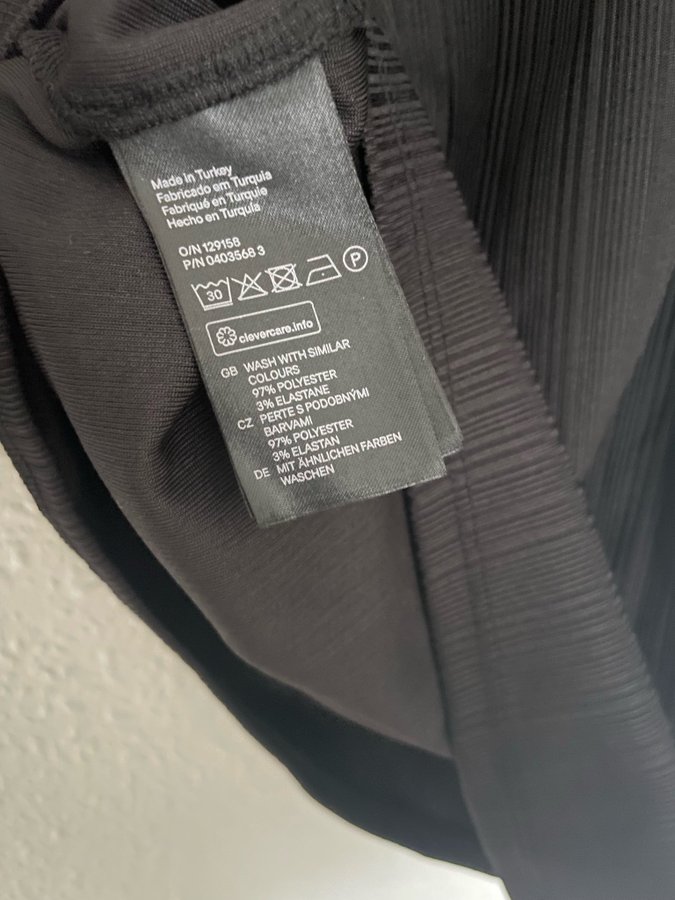 Made in Turkey
Fabricado em Turquia
Fabriqué en Turquie
Hecho en Turquía
O/N 129158
P/N 0403568 3
30 P
clevercare.info
GB WASH WITH SIMILAR
COLOURS
97% POLYESTER
3% ELASTANE
CZ PERTE S PODOBNÝMI
BARVAMI
97% POLYESTER
3% ELASTAN
DE MIT ÄHNLICHEN FARBEN
WASCHEN